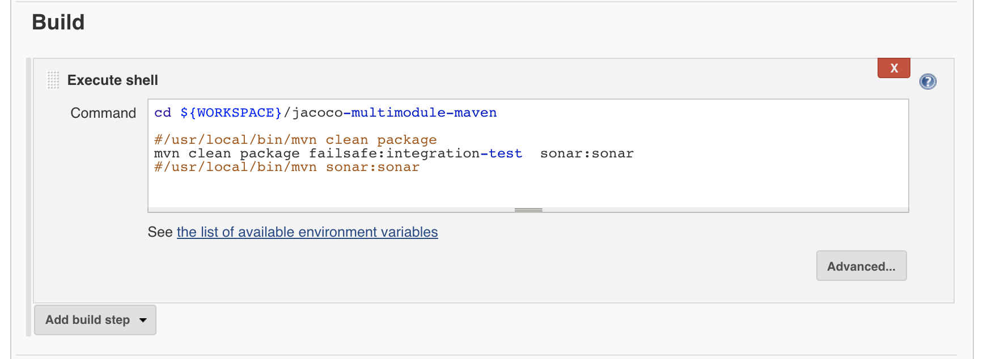 Build
Execute shell
X
?
Command
cd ${WORKSPACE}/jacoco-multimodule-maven
#/usr/local/bin/mvn clean package
mvn clean package failsafe:integration-test  sonar:sonar
#/usr/local/bin/mvn sonar:sonar
See the list of available environment variables
Advanced...
Add build step